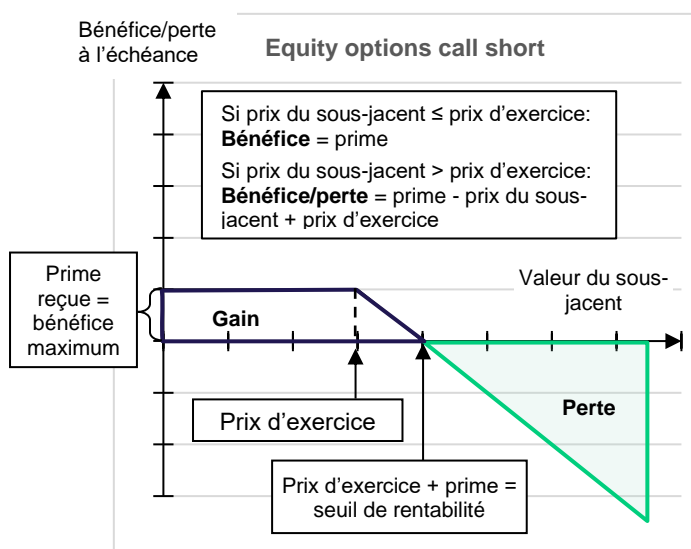 Bénéfice/perte
à l'échéance
Equity options call short
Si prix du sous-jacent ≤ prix d'exercice:
Bénéfice = prime
Si prix du sous-jacent > prix d'exercice:
Bénéfice/perte = prime - prix du sous-
jacent + prix d'exercice
Prime
reçue =
bénéfice
maximum
Gain
Valeur du sous-
jacent
Prix d'exercice
Perte
Prix d'exercice + prime =
seuil de rentabilité